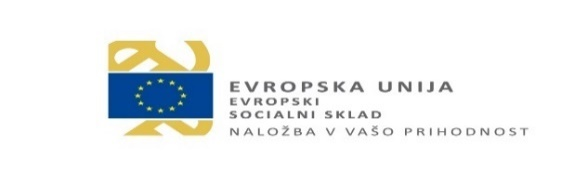 EVROPSKA UNIJA
EVROPSKI
SOCIALNI SKLAD
NALOŽBA V VAŠO PRIHODNOST